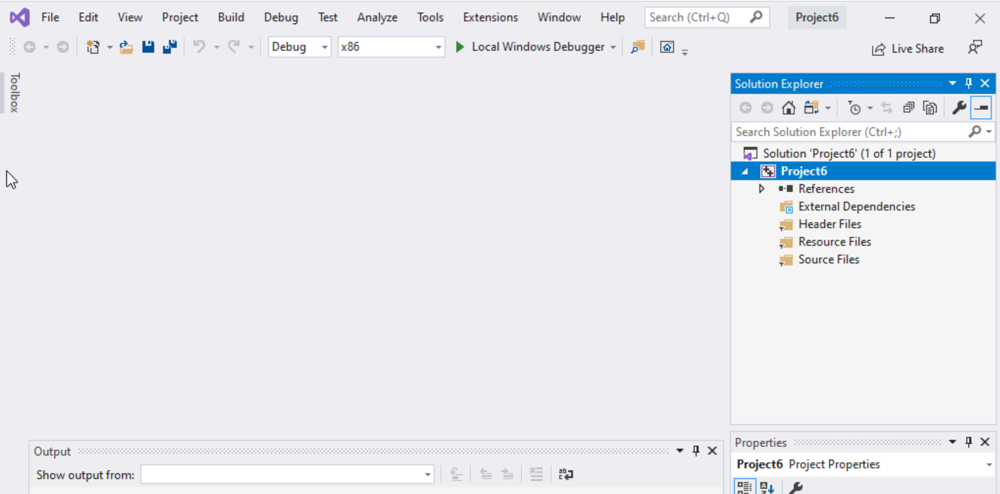 File Edit View Project Build Debug Test Analyze Tools Extensions Window Help Search (Ctrl+Q) Project6
Debug x86 Local Windows Debugger Live Share
Toolbox
Solution Explorer
Search Solution Explorer (Ctrl+;)
Solution 'Project6' (1 of 1 project)
Project6
References
External Dependencies
Header Files
Resource Files
Source Files
Output
Show output from:
Properties
Project6 Project Properties